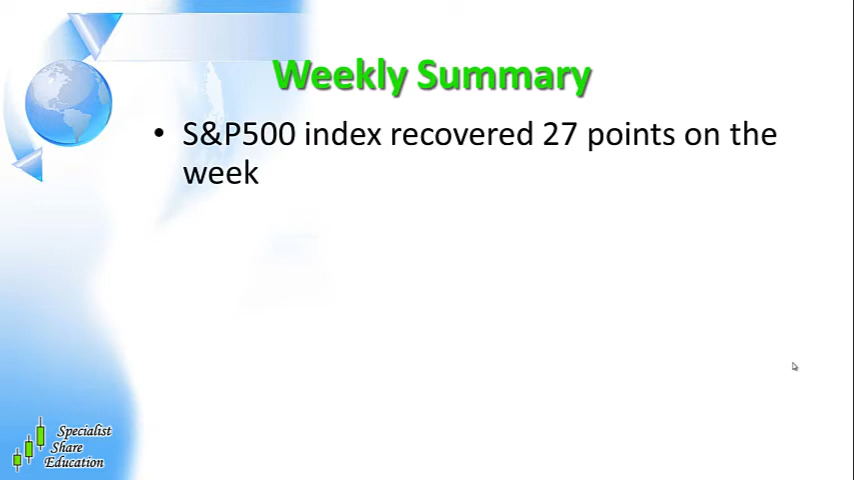 Weekly Summary
• S&P500 index recovered 27 points on the
week
Specialist
Share
Education